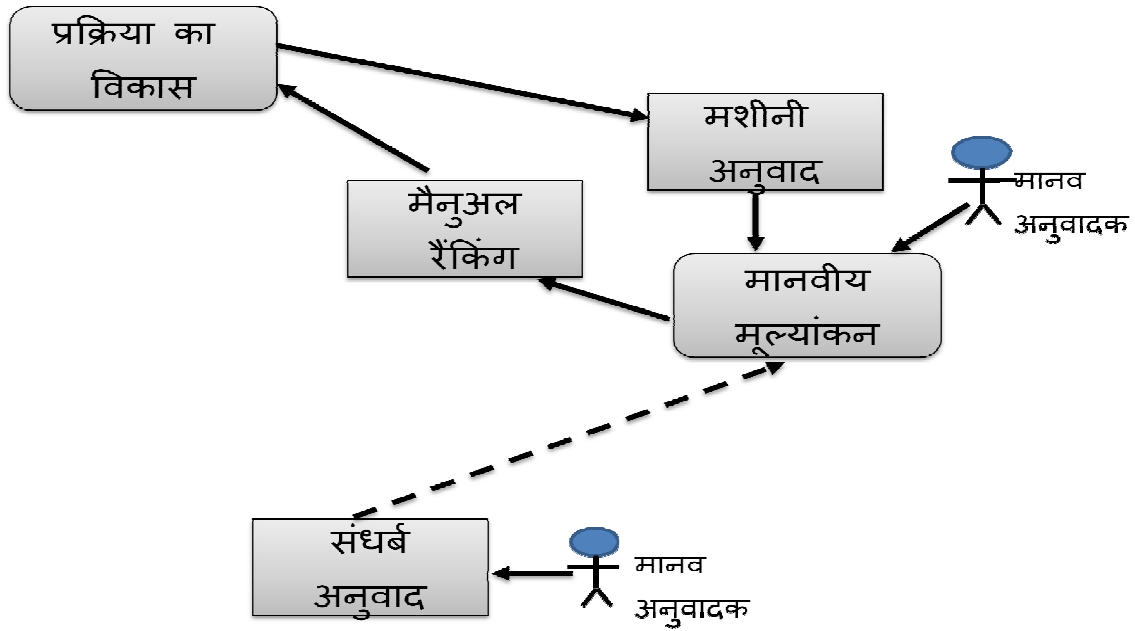 प्रक्रिया का
विकास
मशीनी
अनुवाद
मानव
अनुवादक
मैनुअल
रैंकिंग
मानवीय
मूल्यांकन
संधर्ब
अनुवाद
मानव
अनुवादक